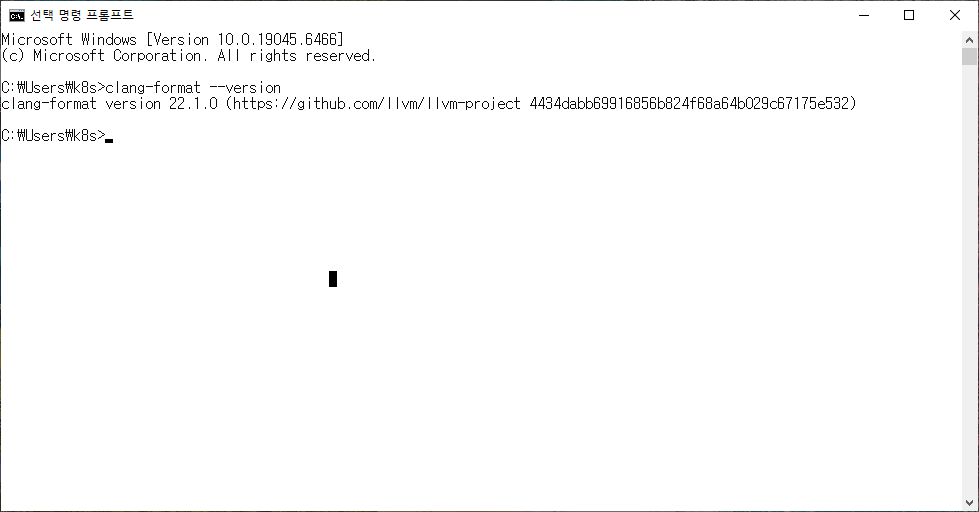 선택 명령 프롬프트
Microsoft Windows [Version 10.0.19045.6466]
(c) Microsoft Corporation. All rights reserved.
C:₩Users₩k8s>clang-format --version
clang-format version 22.1.0 (https://github.com/llvm/llvm-project 4434dabb69916856b824f68a64b029c67175e532)
C:₩Users₩k8s>